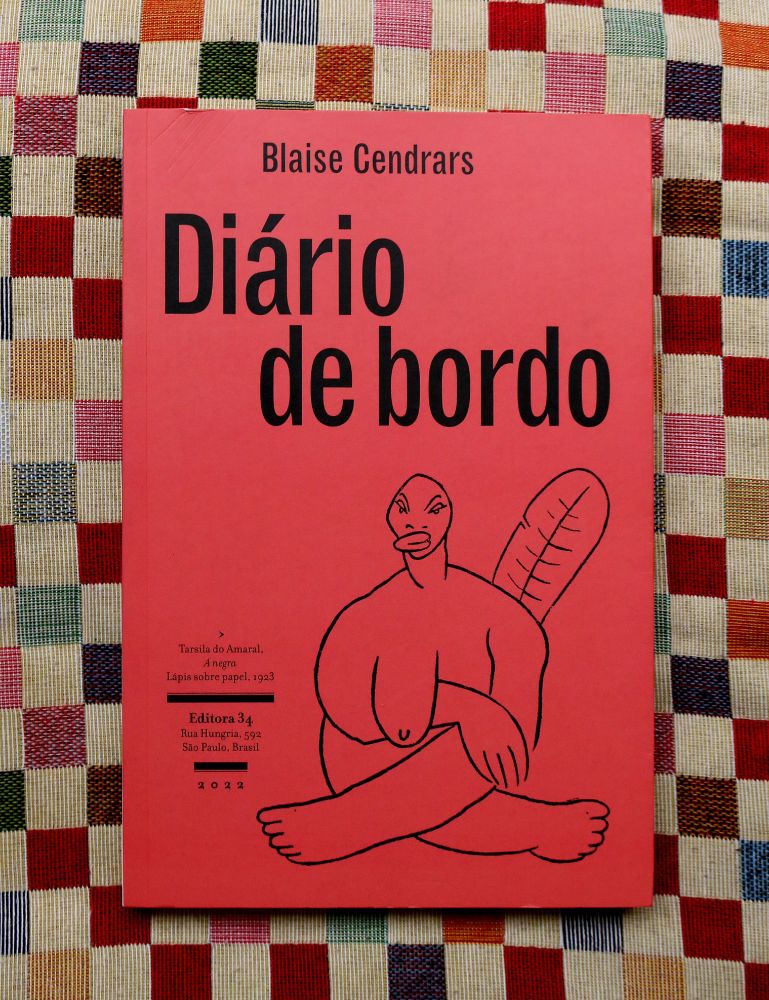 Blaise Cendrars
Diário
de bordo
>
Tarsila do Amaral,
A negra
Lápis sobre papel, 1923
Editora 34
Rua Hungria, 592
São Paulo, Brasil
2022